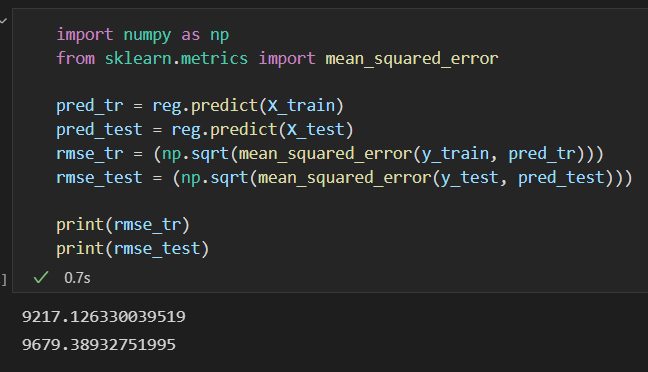 import numpy as np
from sklearn.metrics import mean_squared_error
pred_tr = reg.predict(X_train)
pred_test = reg.predict(X_test)
rmse_tr = (np.sqrt(mean_squared_error(y_train, pred_tr)))
rmse_test = (np.sqrt(mean_squared_error(y_test, pred_test)))
print(rmse_tr)
print(rmse_test)
] ✓ 0.7s
9217.126330039519
9679.38932751995